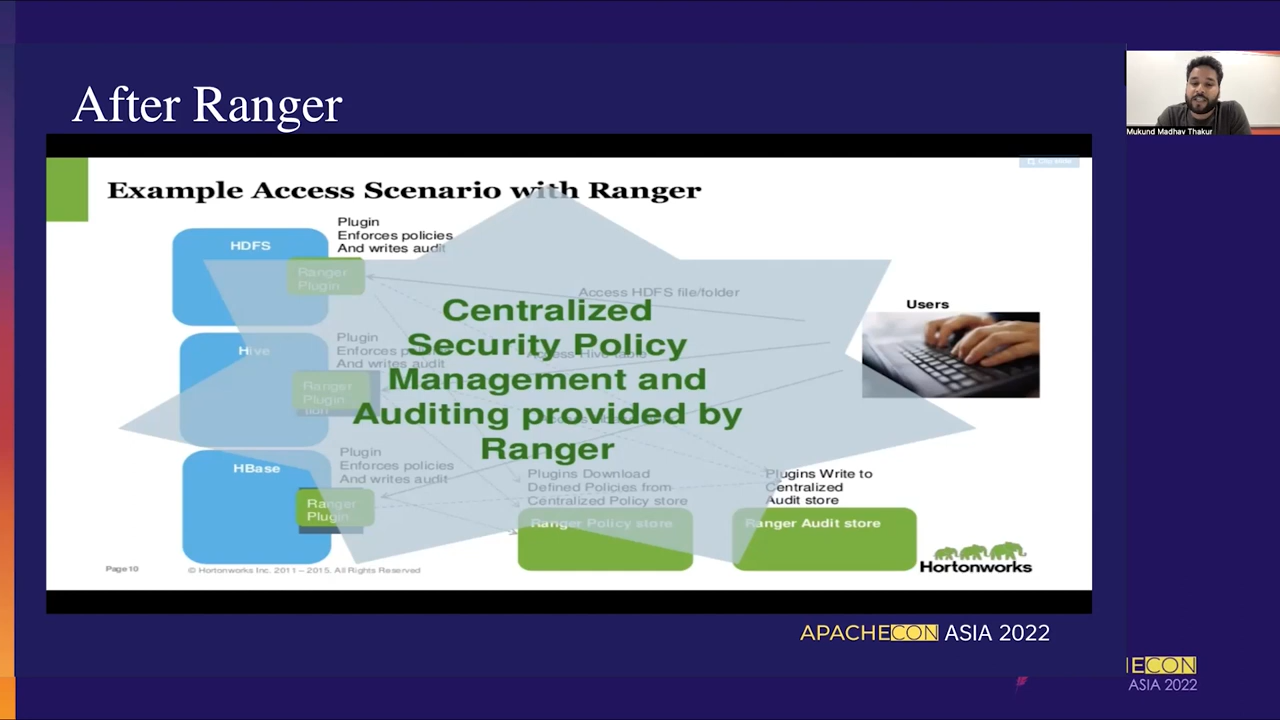 After Ranger
Mukund Madhav Thakur
Example Access Scenario with Ranger
Plugin
Enforces policies
And writes audit
HDFS
Ranger
Plugin
Access HDFS file/folder
Users
Centralized
Security Policy
Management and
Auditing provided by
Ranger
Plugin
Enforces
And writes audit
Hive
Ranger
Plugin
Access Hive table
Plugin
Enforces policies
And writes audit
HBase
Ranger
Plugin
Plugins Download
Defined Policies from
Centralized Policy store
Plugins Write to
Centralized
Audit store
Ranger Policy store
Ranger Audit store
Page 10
© Hortonworks Inc. 2011 – 2015. All Rights Reserved
Hortonworks
APACHECON ASIA 2022
ECON
ASIA 2022